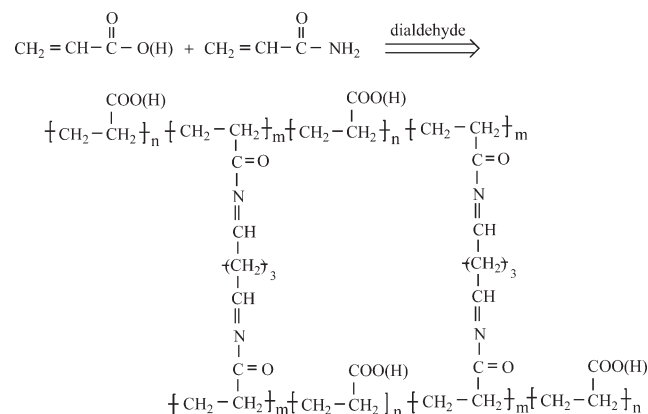 O
CH2=CH-C-O(H) + CH2=CH-C-NH2 dialdehyde
COO(H) COO(H)
[CH2-CH2]n[CH2-CH2]m[CH2-CH2]n[CH2-CH2]m
C=O C=O
N N
CH CH
(CH2)3 (CH2)3
CH CH
N N
C=O COO(H) C=O COO(H)
[CH2-CH2]m[CH2-CH2]n[CH2-CH2]m[CH2-CH2]n